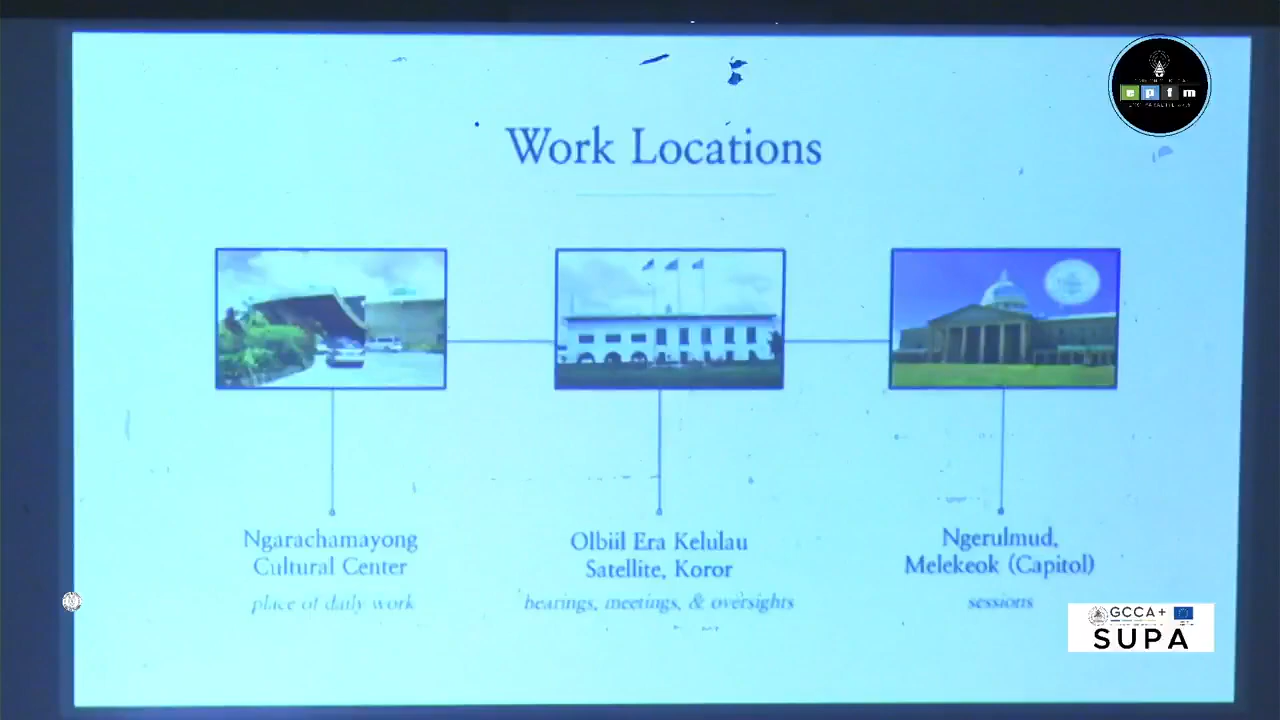 epfm
Work Locations
Ngarachamayong
Cultural Center
place of daily work
Olbiil Era Kelulau
Satellite, Koror
hearings, meetings, & oversights
Ngerulmud,
Melekeok (Capitol)
sessions
GCCA+
SUPA